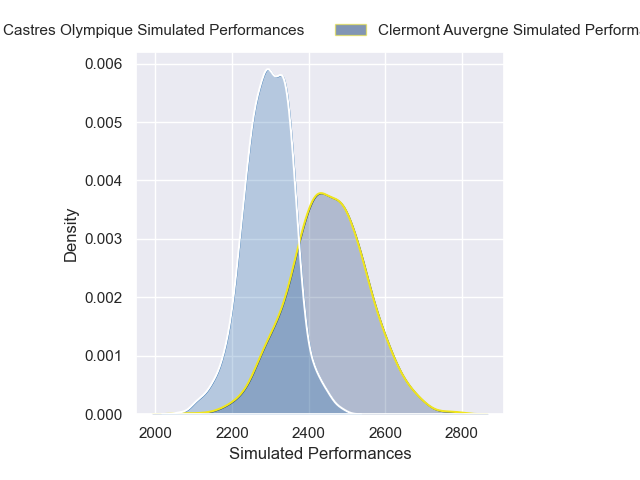 Castres Olympique Simulated Performances
Clermont Auvergne Simulated Perform
0.006
0.005
0.004
0.003
0.002
0.001
0.000
Density
2000 2200 2400 2600 2800
Simulated Performances